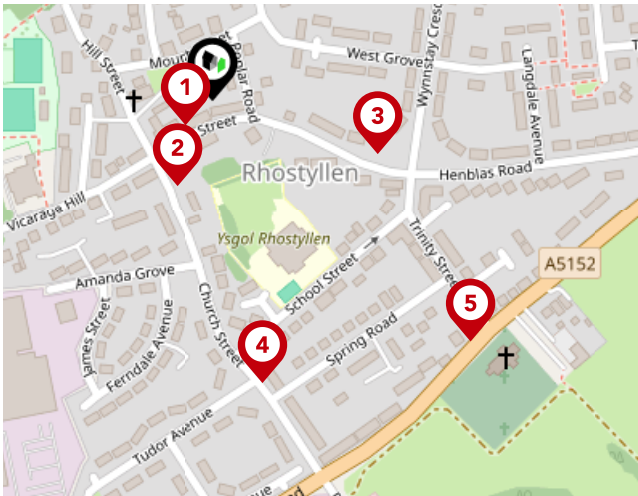 Hill Street
Poplar Road
West Grove
Wynnstay Cresc
Langdale Avenue
1
2
3
Street
Rhostyllen
Henblas Road
Vicarage Hill
Ysgol Rhostyllen
Trinity Street
A5152
Amanda Grove
School Street
James Street
Ferndale Avenue
Church Street
4
5
Spring Road
Tudor Avenue